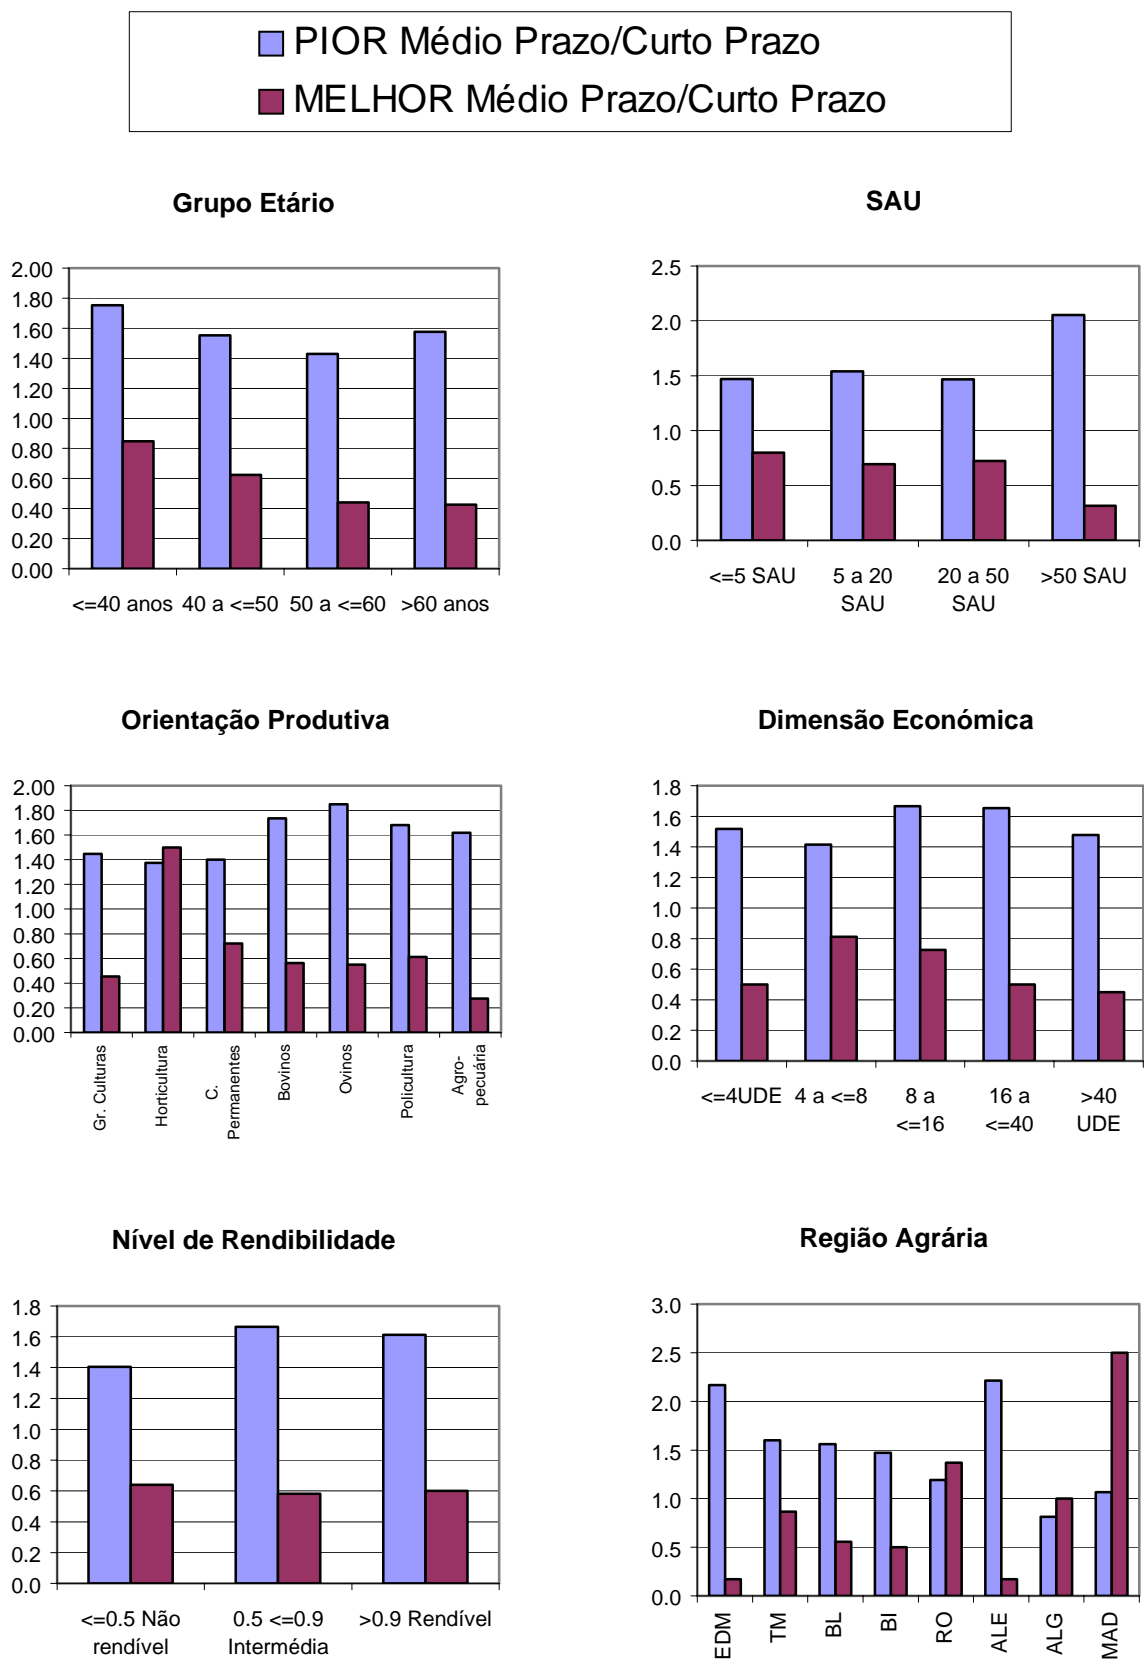 PIOR Médio Prazo/Curto Prazo
MELHOR Médio Prazo/Curto Prazo
Grupo Etário
2.00
1.80
1.60
1.40
1.20
1.00
0.80
0.60
0.40
0.20
0.00
<=40 anos 40 a <=50 50 a <=60 >60 anos
SAU
2.5
2.0
1.5
1.0
0.5
0.0
<=5 SAU 5 a 20 20 a 50 >50 SAU
SAU SAU
Orientação Produtiva
2.00
1.80
1.60
1.40
1.20
1.00
0.80
0.60
0.40
0.20
0.00
Gr. Culturas
Horticultura
C.
Permanentes
Bovinos
Ovinos
Policultura
Agro-
pecuária
Dimensão Económica
1.8
1.6
1.4
1.2
1.0
0.8
0.6
0.4
0.2
0.0
<=4UDE 4 a <=8 8 a 16 a >40
<=16 <=40 UDE
Nível de Rendibilidade
1.8
1.6
1.4
1.2
1.0
0.8
0.6
0.4
0.2
0.0
<=0.5 Não 0.5 <=0.9 >0.9 Rendível
rendível Intermédia
Região Agrária
3.0
2.5
2.0
1.5
1.0
0.5
0.0
EDM
TM
BL
BI
RO
ALE
ALG
MAD